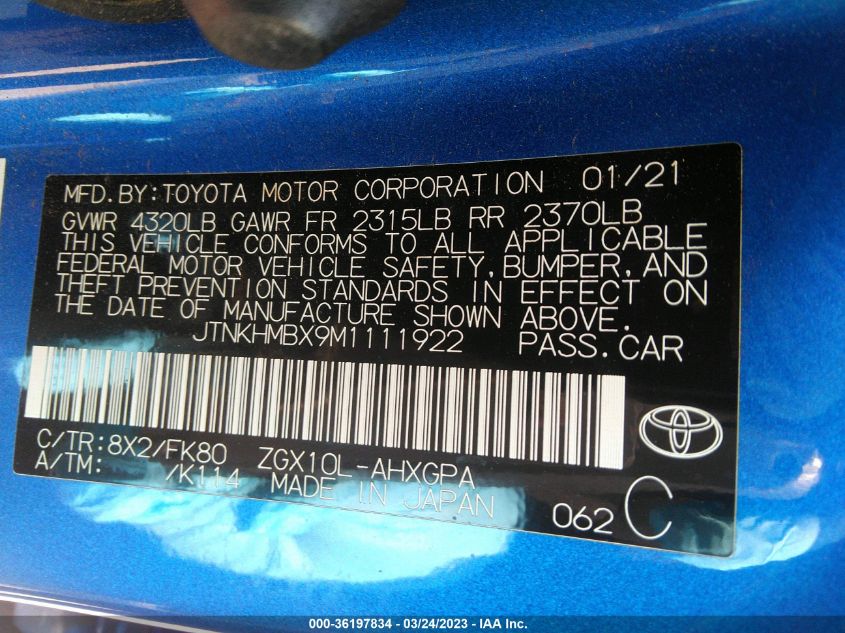 MFD.BY:TOYOTA MOTOR CORPORATION 01/21
GVWR 4320LB GAWR FR 2315LB RR 2370LB
THIS VEHICLE CONFORMS TO ALL APPLICABLE
FEDERAL MOTOR VEHICLE SAFETY,BUMPER,AND
THEFT PREVENTION STANDARDS IN EFFECT ON
THE DATE OF MANUFACTURE SHOWN ABOVE.
JTNKHMBX9M1111922 PASS.CAR
C/TR:8X2/FK80 ZGX10L-AHXGPA
A/TM: /K114 MADE IN JAPAN
062 C
000-36197834 - 03/24/2023 - IAA Inc.